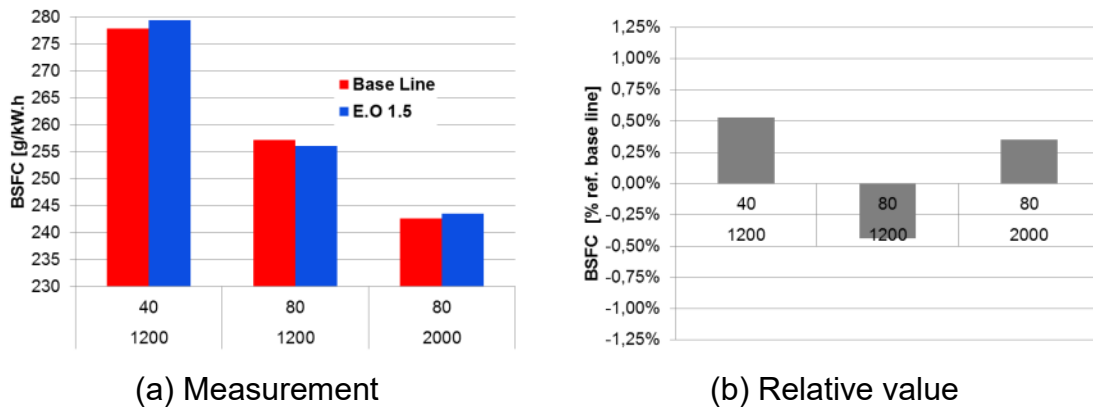 280
275
270
265
260
255
250
245
240
235
230
BSFC [g/kW.h]
Base Line
E.O 1.5
40 80 80
1200 1200 2000
(a) Measurement
1,25%
1,00%
0,75%
0,50%
0,25%
0,00%
-0,25%
-0,50%
-0,75%
-1,00%
-1,25%
BSFC [% ref. base line]
40 80 80
1200 1200 2000
(b) Relative value